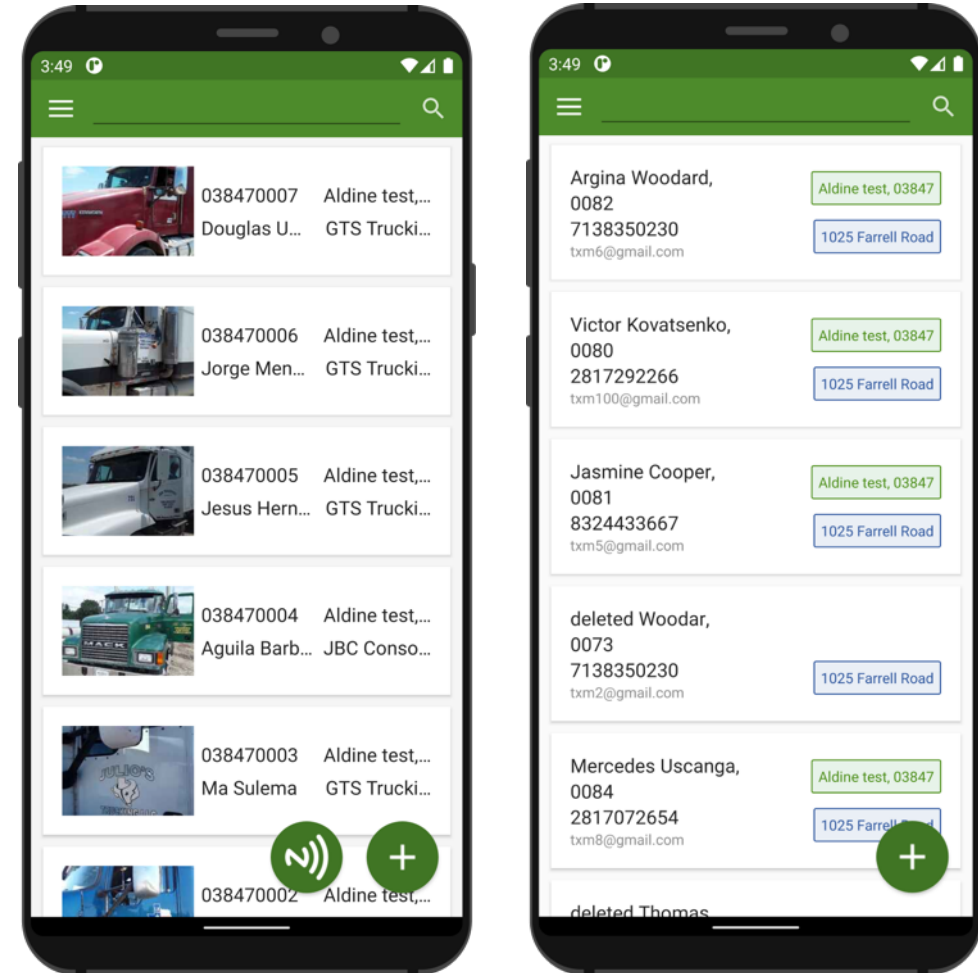 3:49
038470007 Aldine test,...
Douglas U... GTS Trucki...
038470006 Aldine test,...
Jorge Men... GTS Trucki...
038470005 Aldine test,...
Jesus Hern... GTS Trucki...
MACK
038470004 Aldine test,...
Aguila Barb... JBC Conso...
JULIO'S
038470003 Aldine test,...
Ma Sulema GTS Trucki...
038470002 Aldine test,...
3:49
Argina Woodard,
0082
7138350230
txm6@gmail.com
Aldine test, 03847
1025 Farrell Road
Victor Kovatsenko,
0080
2817292266
txm100@gmail.com
Aldine test, 03847
1025 Farrell Road
Jasmine Cooper,
0081
8324433667
txm5@gmail.com
Aldine test, 03847
1025 Farrell Road
deleted Woodar,
0073
7138350230
txm2@gmail.com
1025 Farrell Road
Mercedes Uscanga,
0084
2817072654
txm8@gmail.com
Aldine test, 03847
1025 Farrell
deleted Thomas